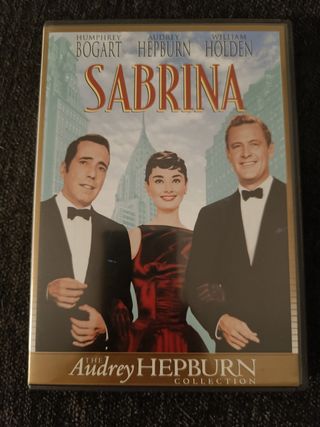 HUMPHREY AUDREY WILLIAM
BOGART HEPBURN HOLDEN
SABRINA
THE
Audrey HEPBURN
COLLECTION